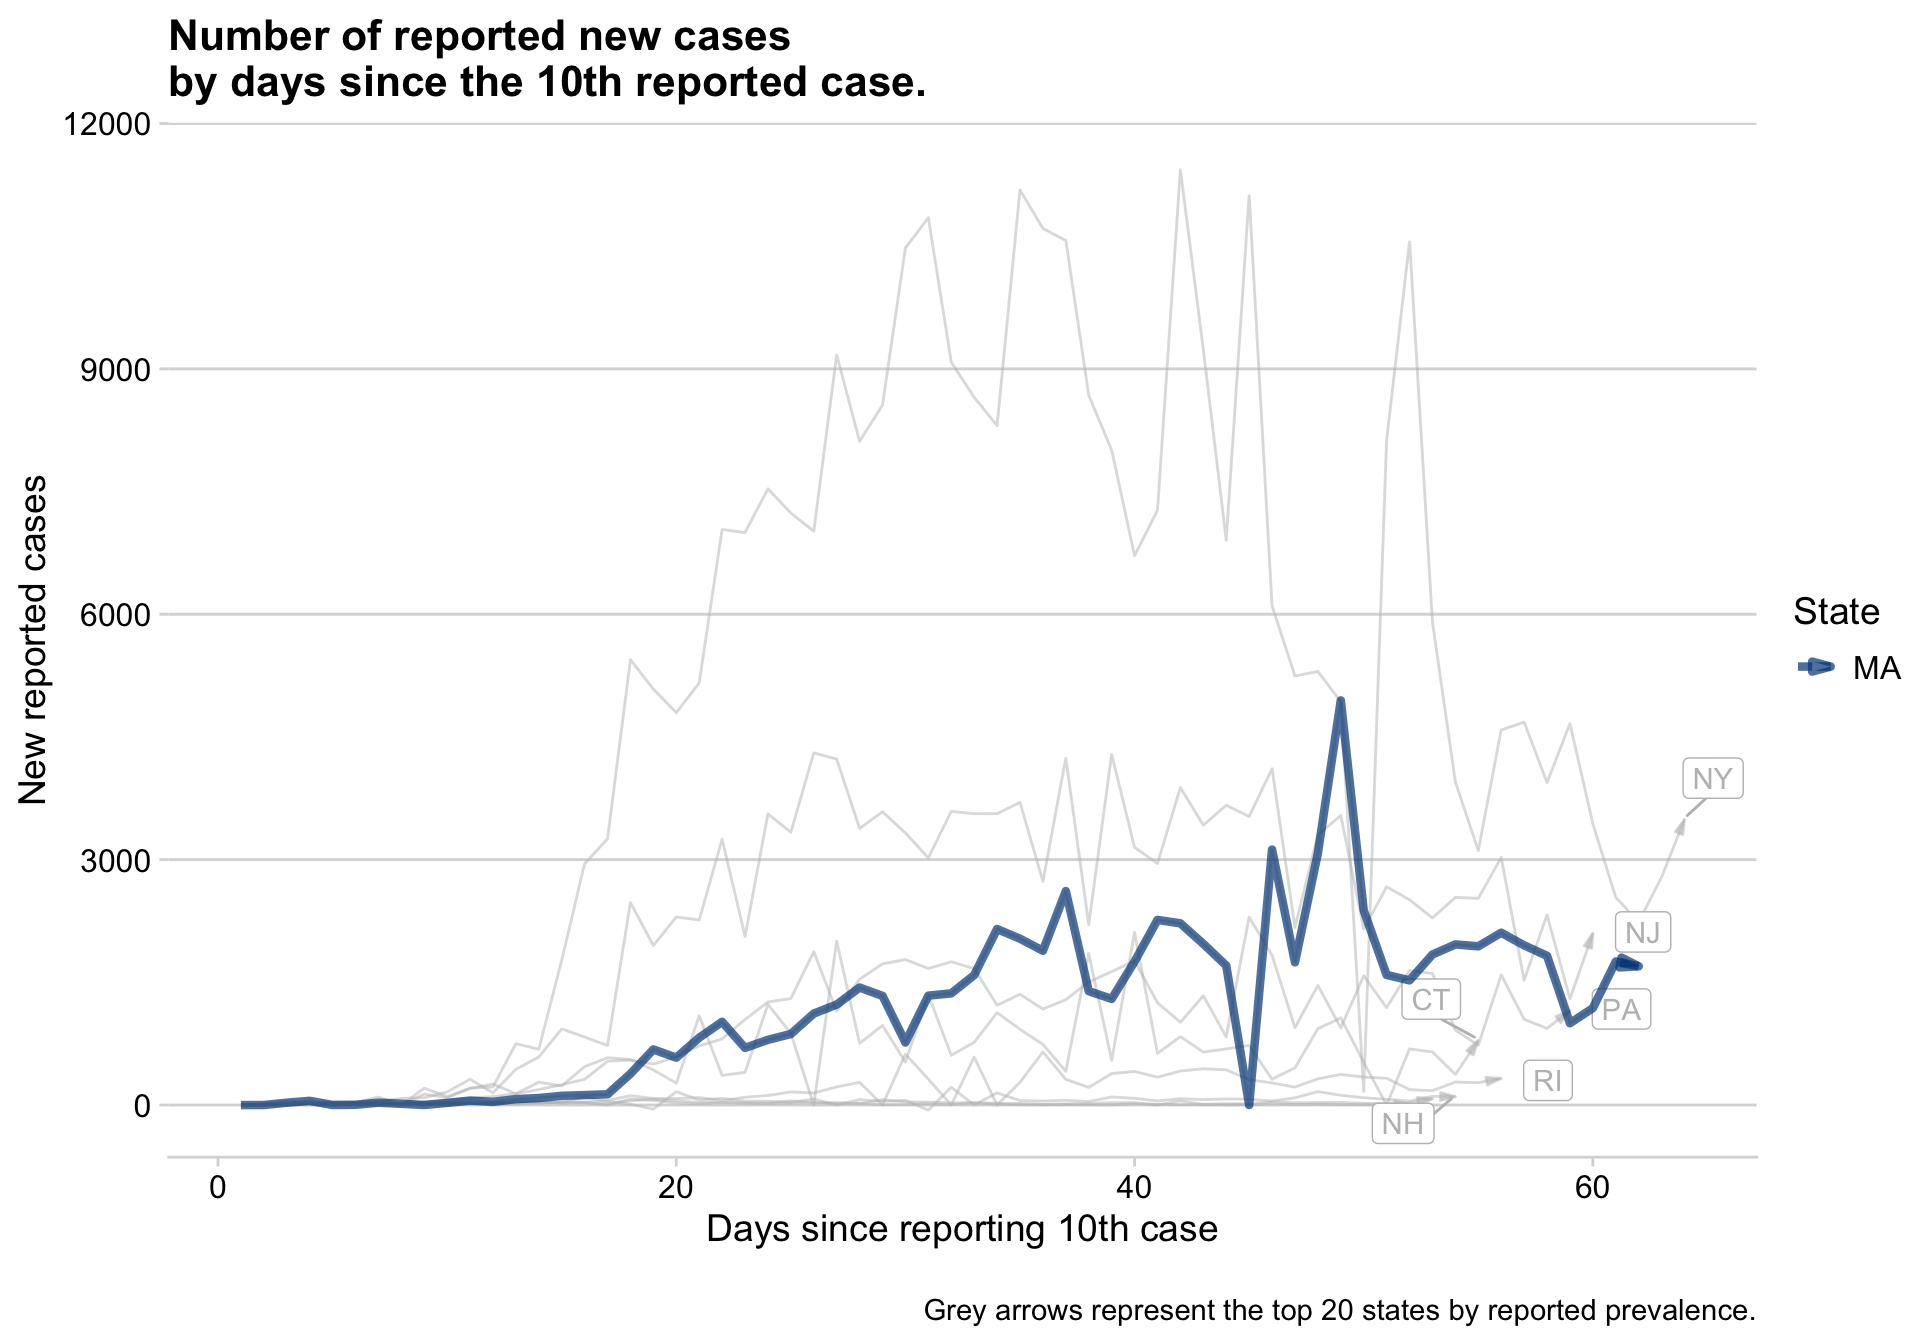 Number of reported new cases
by days since the 10th reported case.
12000
9000
6000
3000
0
New reported cases
NY
NJ
CT
PA
RI
NH
State
MA
0
20
40
60
Days since reporting 10th case
Grey arrows represent the top 20 states by reported prevalence.